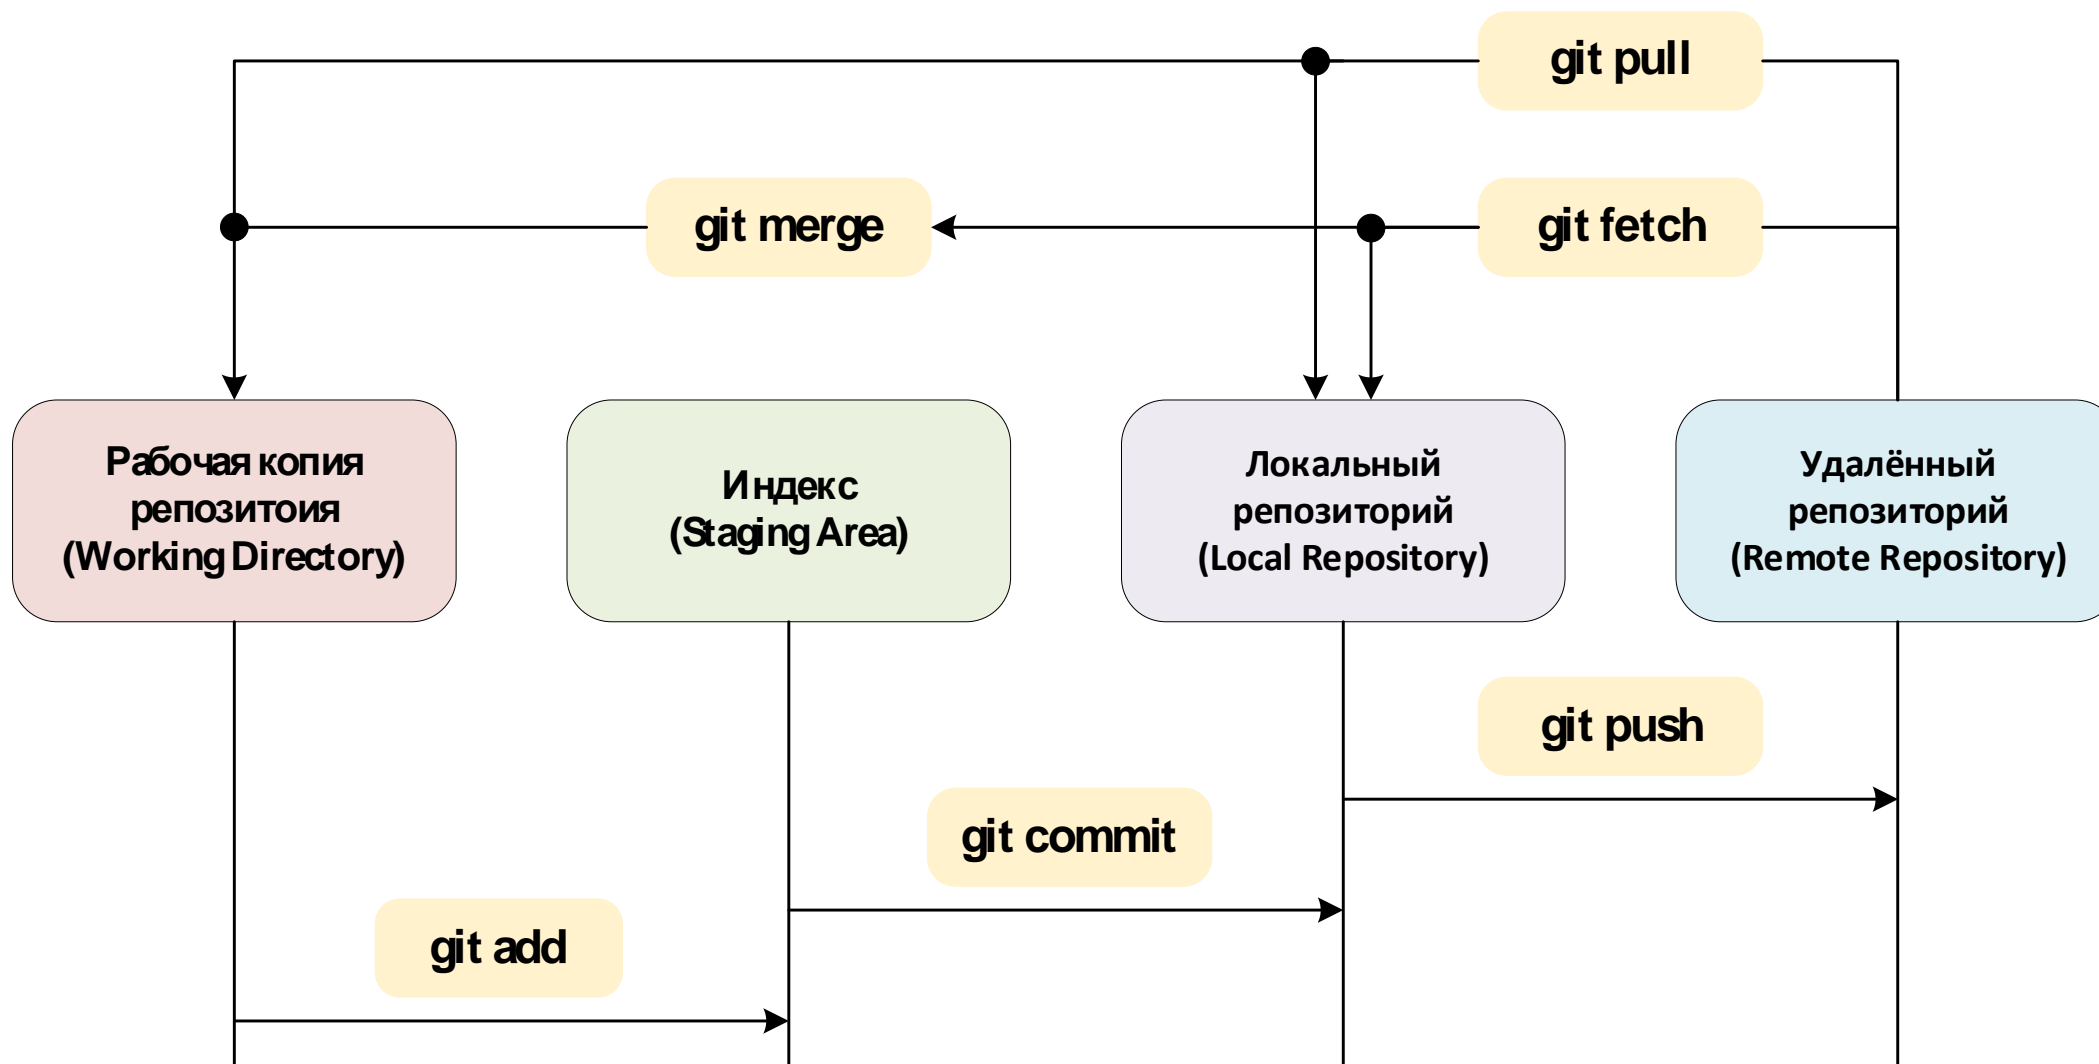 git pull
git merge
git fetch
Рабочая копия
репозитоия
(Working Directory)
Индекс
(Staging Area)
Локальный
репозиторий
(Local Repository)
Удалённый
репозиторий
(Remote Repository)
git push
git commit
git add